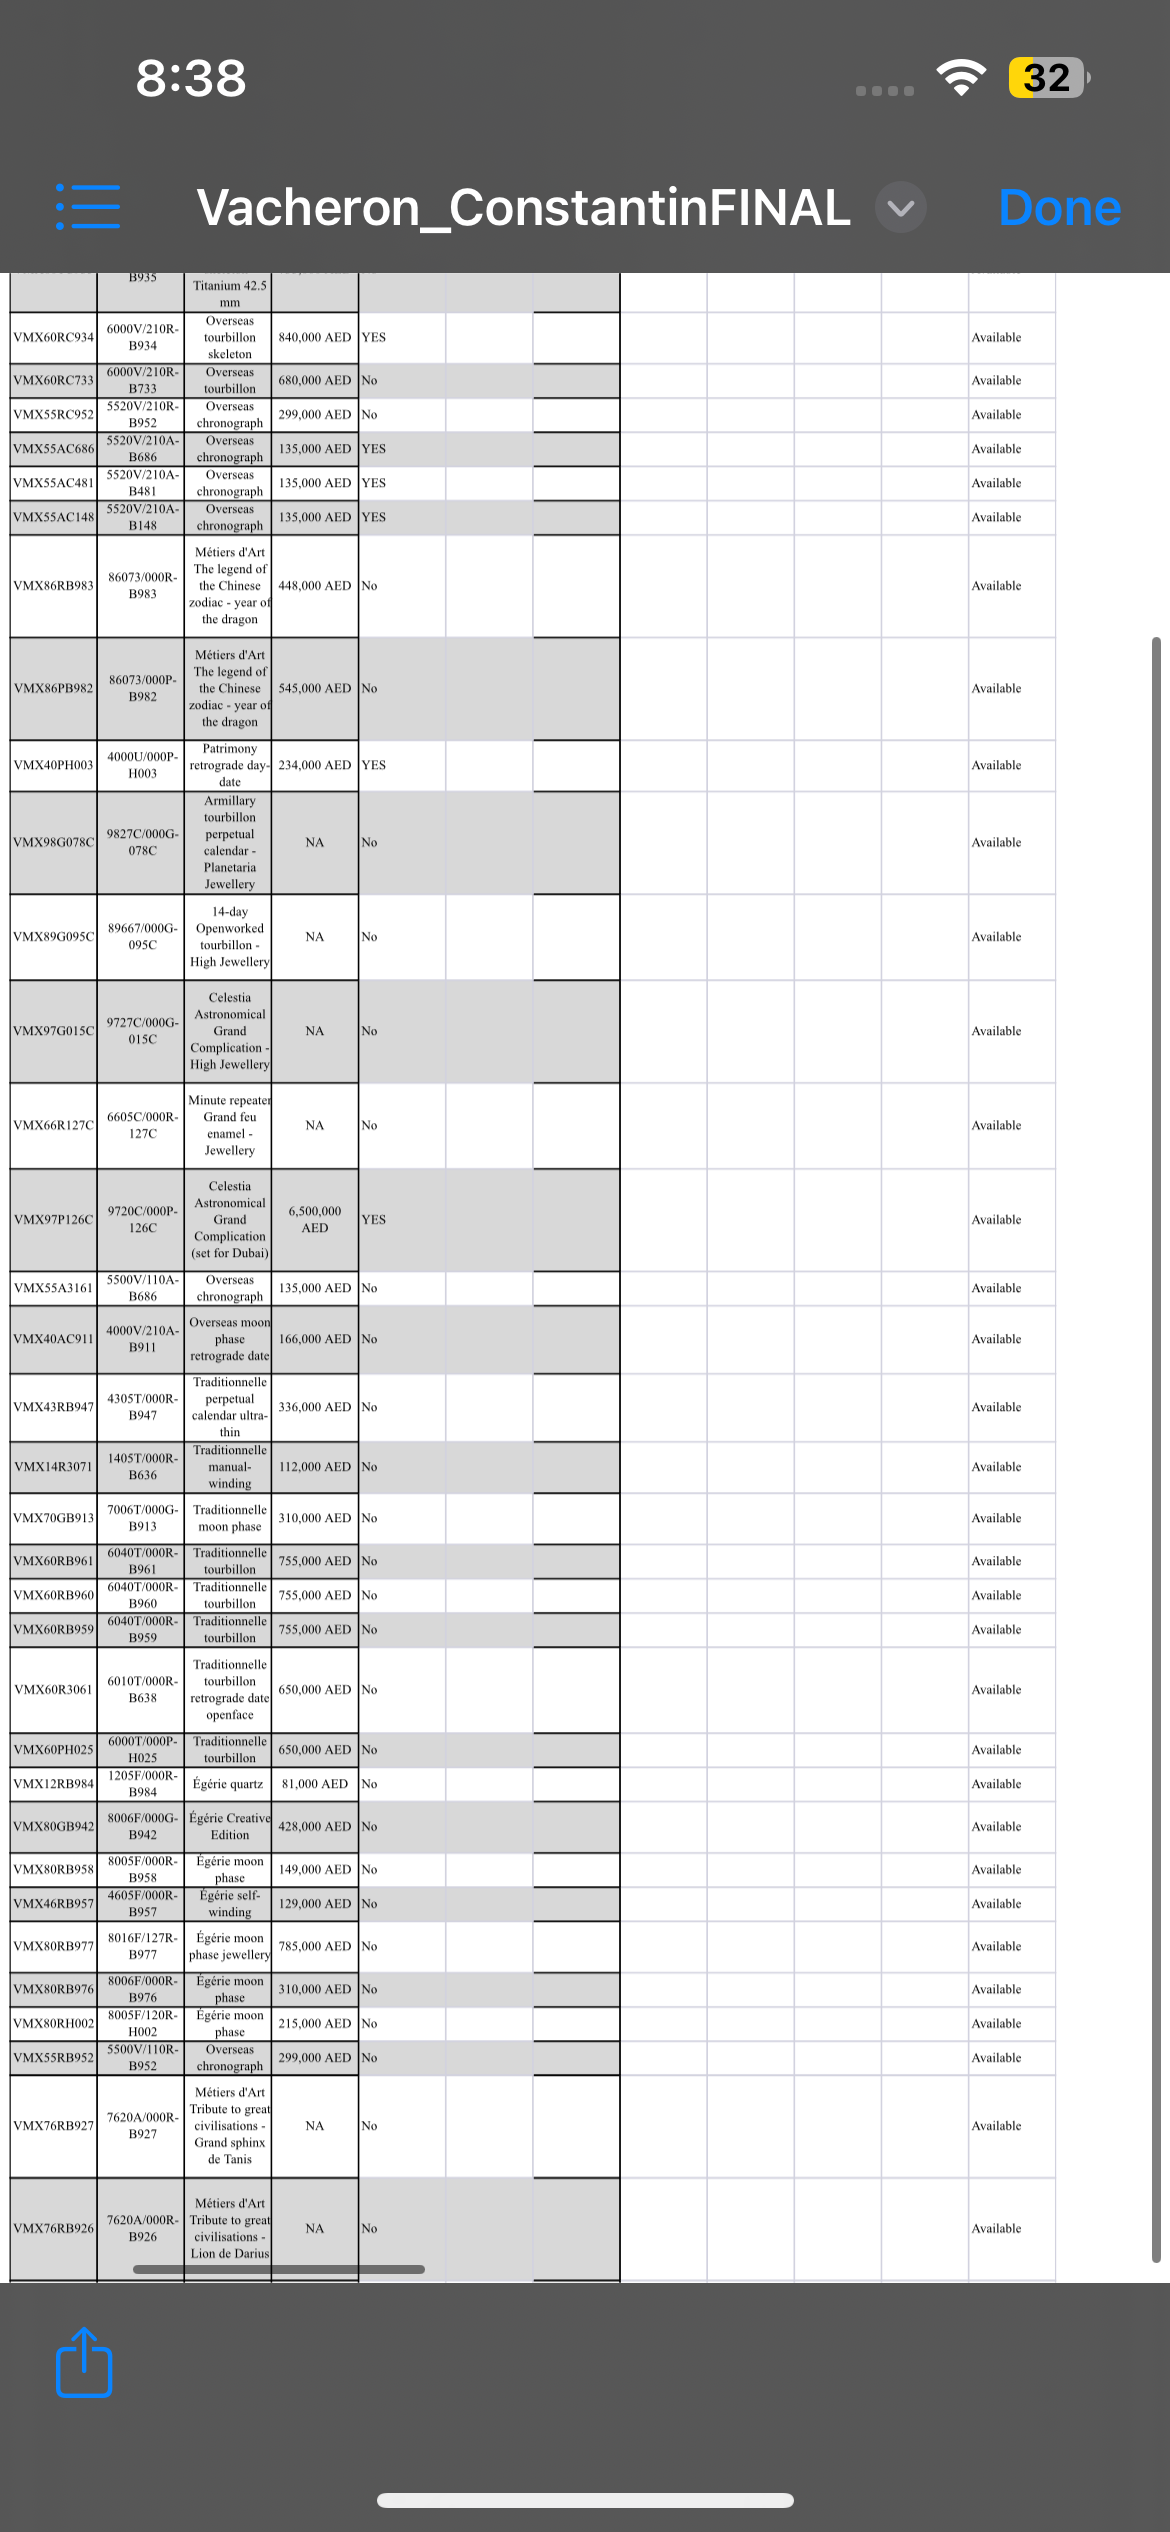 8:38
32
Vacheron_ConstantinFINAL
Done
B935
Titanium 42.5
mm
VMX60RC934 6000V/210R-B934 Overseas tourbillon skeleton 840,000 AED YES Available
VMX60RC733 6000V/210R-B733 Overseas tourbillon 680,000 AED No Available
VMX55RC952 5520V/210R-B952 Overseas chronograph 299,000 AED No Available
VMX55AC686 5520V/210A-B686 Overseas chronograph 135,000 AED YES Available
VMX55AC481 5520V/210A-B481 Overseas chronograph 135,000 AED YES Available
VMX55AC148 5520V/210A-B148 Overseas chronograph 135,000 AED YES Available
VMX86RB983 86073/000R-B983 Métiers d'Art The legend of the Chinese zodiac - year of the dragon 448,000 AED No Available
VMX86PB982 86073/000P-B982 Métiers d'Art The legend of the Chinese zodiac - year of the dragon 545,000 AED No Available
VMX40PH003 4000U/000P-H003 Patrimony retrograde day-date 234,000 AED YES Available
VMX98G078C 9827C/000G-078C Armillary tourbillon perpetual calendar - Planetaria Jewellery NA No Available
VMX89G095C 89667/000G-095C 14-day Openworked tourbillon - High Jewellery NA No Available
VMX97G015C 9727C/000G-015C Celestia Astronomical Grand Complication - High Jewellery NA No Available
VMX66R127C 6605C/000R-127C Minute repeater Grand feu enamel - Jewellery NA No Available
VMX97P126C 9720C/000P-126C Celestia Astronomical Grand Complication (set for Dubai) 6,500,000 AED YES Available
VMX55A3161 5500V/110A-B686 Overseas chronograph 135,000 AED No Available
VMX40AC911 4000V/210A-B911 Overseas moon phase retrograde date 166,000 AED No Available
VMX43RB947 4305T/000R-B947 Traditionnelle perpetual calendar ultra-thin 336,000 AED No Available
VMX14R3071 1405T/000R-B636 Traditionnelle manual-winding 112,000 AED No Available
VMX70GB913 7006T/000G-B913 Traditionnelle moon phase 310,000 AED No Available
VMX60RB961 6040T/000R-B961 Traditionnelle tourbillon 755,000 AED No Available
VMX60RB960 6040T/000R-B960 Traditionnelle tourbillon 755,000 AED No Available
VMX60RB959 6040T/000R-B959 Traditionnelle tourbillon 755,000 AED No Available
VMX60R3061 6010T/000R-B638 Traditionnelle tourbillon retrograde date openface 650,000 AED No Available
VMX60PH025 6000T/000P-H025 Traditionnelle tourbillon 650,000 AED No Available
VMX12RB984 1205F/000R-B984 Égérie quartz 81,000 AED No Available
VMX80GB942 8006F/000G-B942 Égérie Creative Edition 428,000 AED No Available
VMX80RB958 8005F/000R-B958 Égérie moon phase 149,000 AED No Available
VMX46RB957 4605F/000R-B957 Égérie self-winding 129,000 AED No Available
VMX80RB977 8016F/127R-B977 Égérie moon phase jewellery 785,000 AED No Available
VMX80RB976 8006F/000R-B976 Égérie moon phase 310,000 AED No Available
VMX80RH002 8005F/120R-H002 Égérie moon phase 215,000 AED No Available
VMX55RB952 5500V/110R-B952 Overseas chronograph 299,000 AED No Available
VMX76RB927 7620A/000R-B927 Métiers d'Art Tribute to great civilisations - Grand sphinx de Tanis NA No Available
VMX76RB926 7620A/000R-B926 Métiers d'Art Tribute to great civilisations - Lion de Darius NA No Available